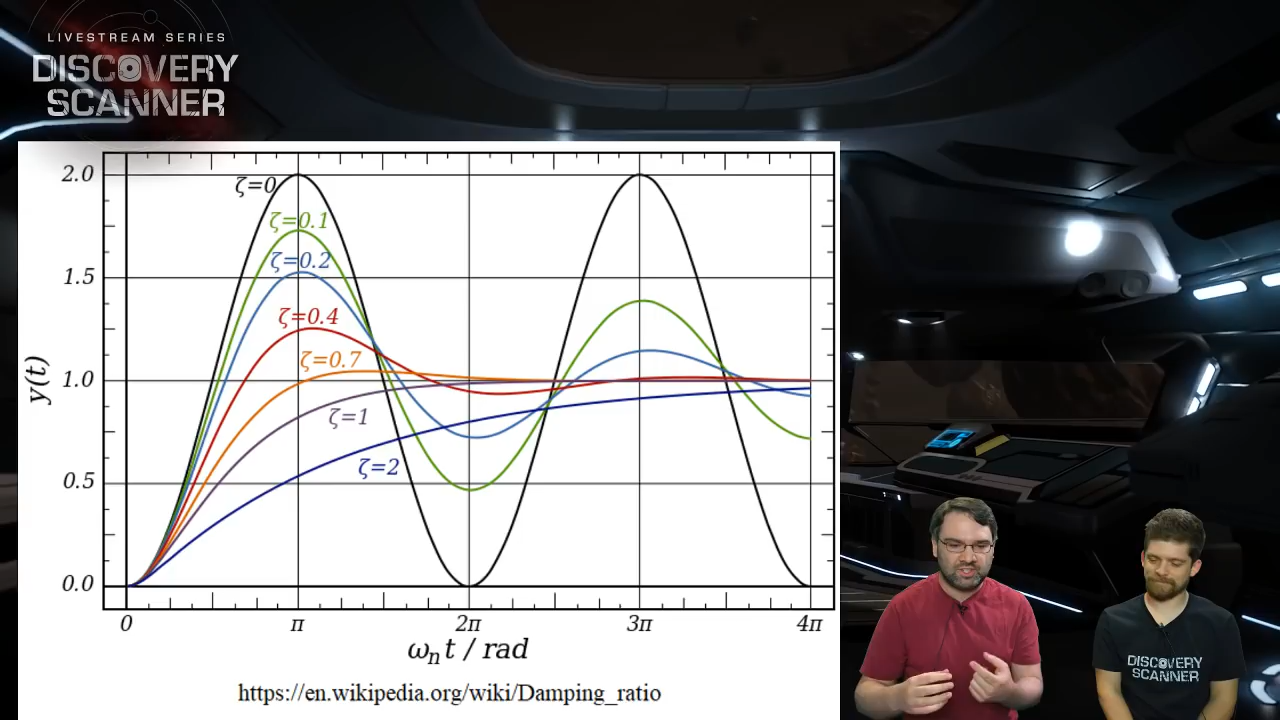 LIVESTREAM SERIES
DISCOVERY
SCANNER
2.0
1.5
1.0
0.5
0.0
y(t)
ζ=0
ζ=0.1
ζ=0.2
ζ=0.4
ζ=0.7
ζ=1
ζ=2
0 π 2π 3π 4π
ωn t / rad
https://en.wikipedia.org/wiki/Damping_ratio
DISCOVERY
SCANNER